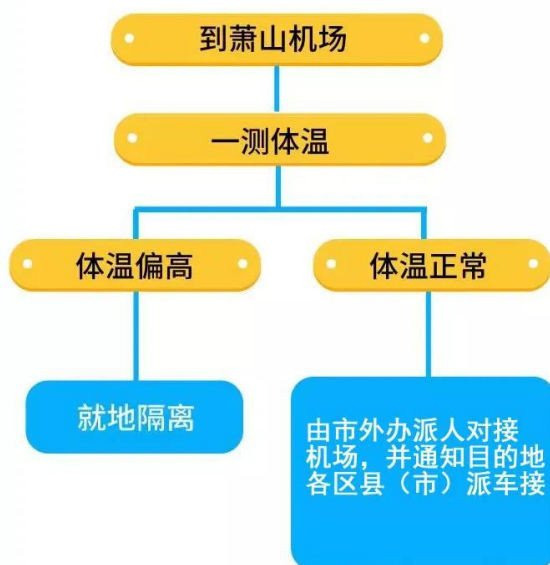 到萧山机场
一测体温
体温偏高
体温正常
就地隔离
由市外办派人对接
机场，并通知目的地
各区县（市）派车接